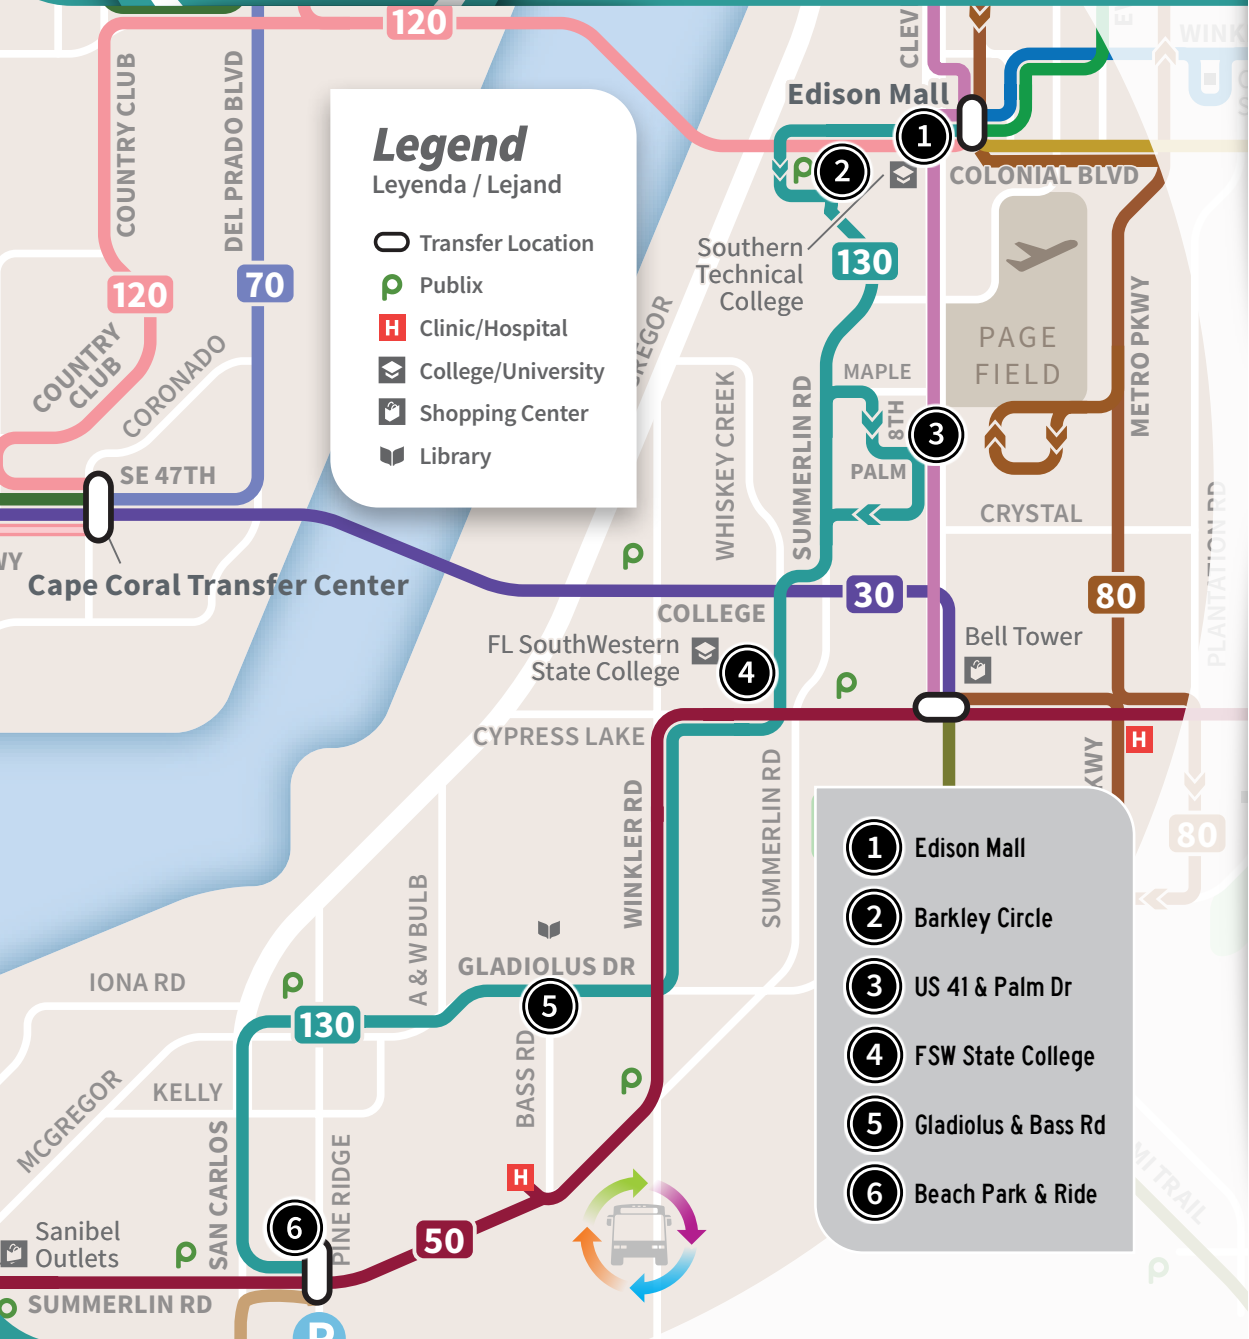 120
CLEV
WINK
Edison Mall
1
COUNTRY CLUB
DEL PRADO BLVD
Legend
Leyenda / Lejand
Transfer Location
Publix
H Clinic/Hospital
College/University
Shopping Center
Library
2
COLONIAL BLVD
Southern
Technical
College
130
120
70
COUNTRY
CLUB
CORONADO
GREGOR
PAGE
FIELD
METRO PKWY
MAPLE
8TH
3
PALM
WHISKEY CREEK
SUMMERLIN RD
SE 47TH
CRYSTAL
PLANTATION RD
WY
Cape Coral Transfer Center
30
80
COLLEGE
FL SouthWestern
State College
4
Bell Tower
CYPRESS LAKE
H
KWY
WINKLER RD
SUMMERLIN RD
80
1 Edison Mall
2 Barkley Circle
3 US 41 & Palm Dr
4 FSW State College
5 Gladiolus & Bass Rd
6 Beach Park & Ride
A & W BULB
GLADIOLUS DR
IONA RD
5
130
BASS RD
KELLY
MCGREGOR
SAN CARLOS
PINE RIDGE
H
MI TRAIL
6
50
Sanibel
Outlets
SUMMERLIN RD
P